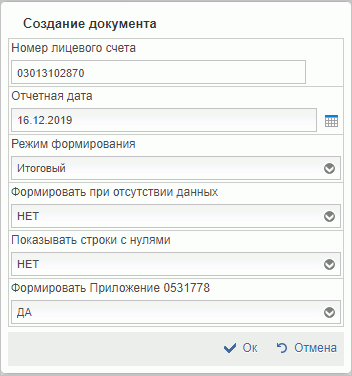 Создание документа
Номер лицевого счета
03013102870
Отчетная дата
16.12.2019
Режим формирования
Итоговый
Формировать при отсутствии данных
НЕТ
Показывать строки с нулями
НЕТ
Формировать Приложение 0531778
ДА
Ок Отмена